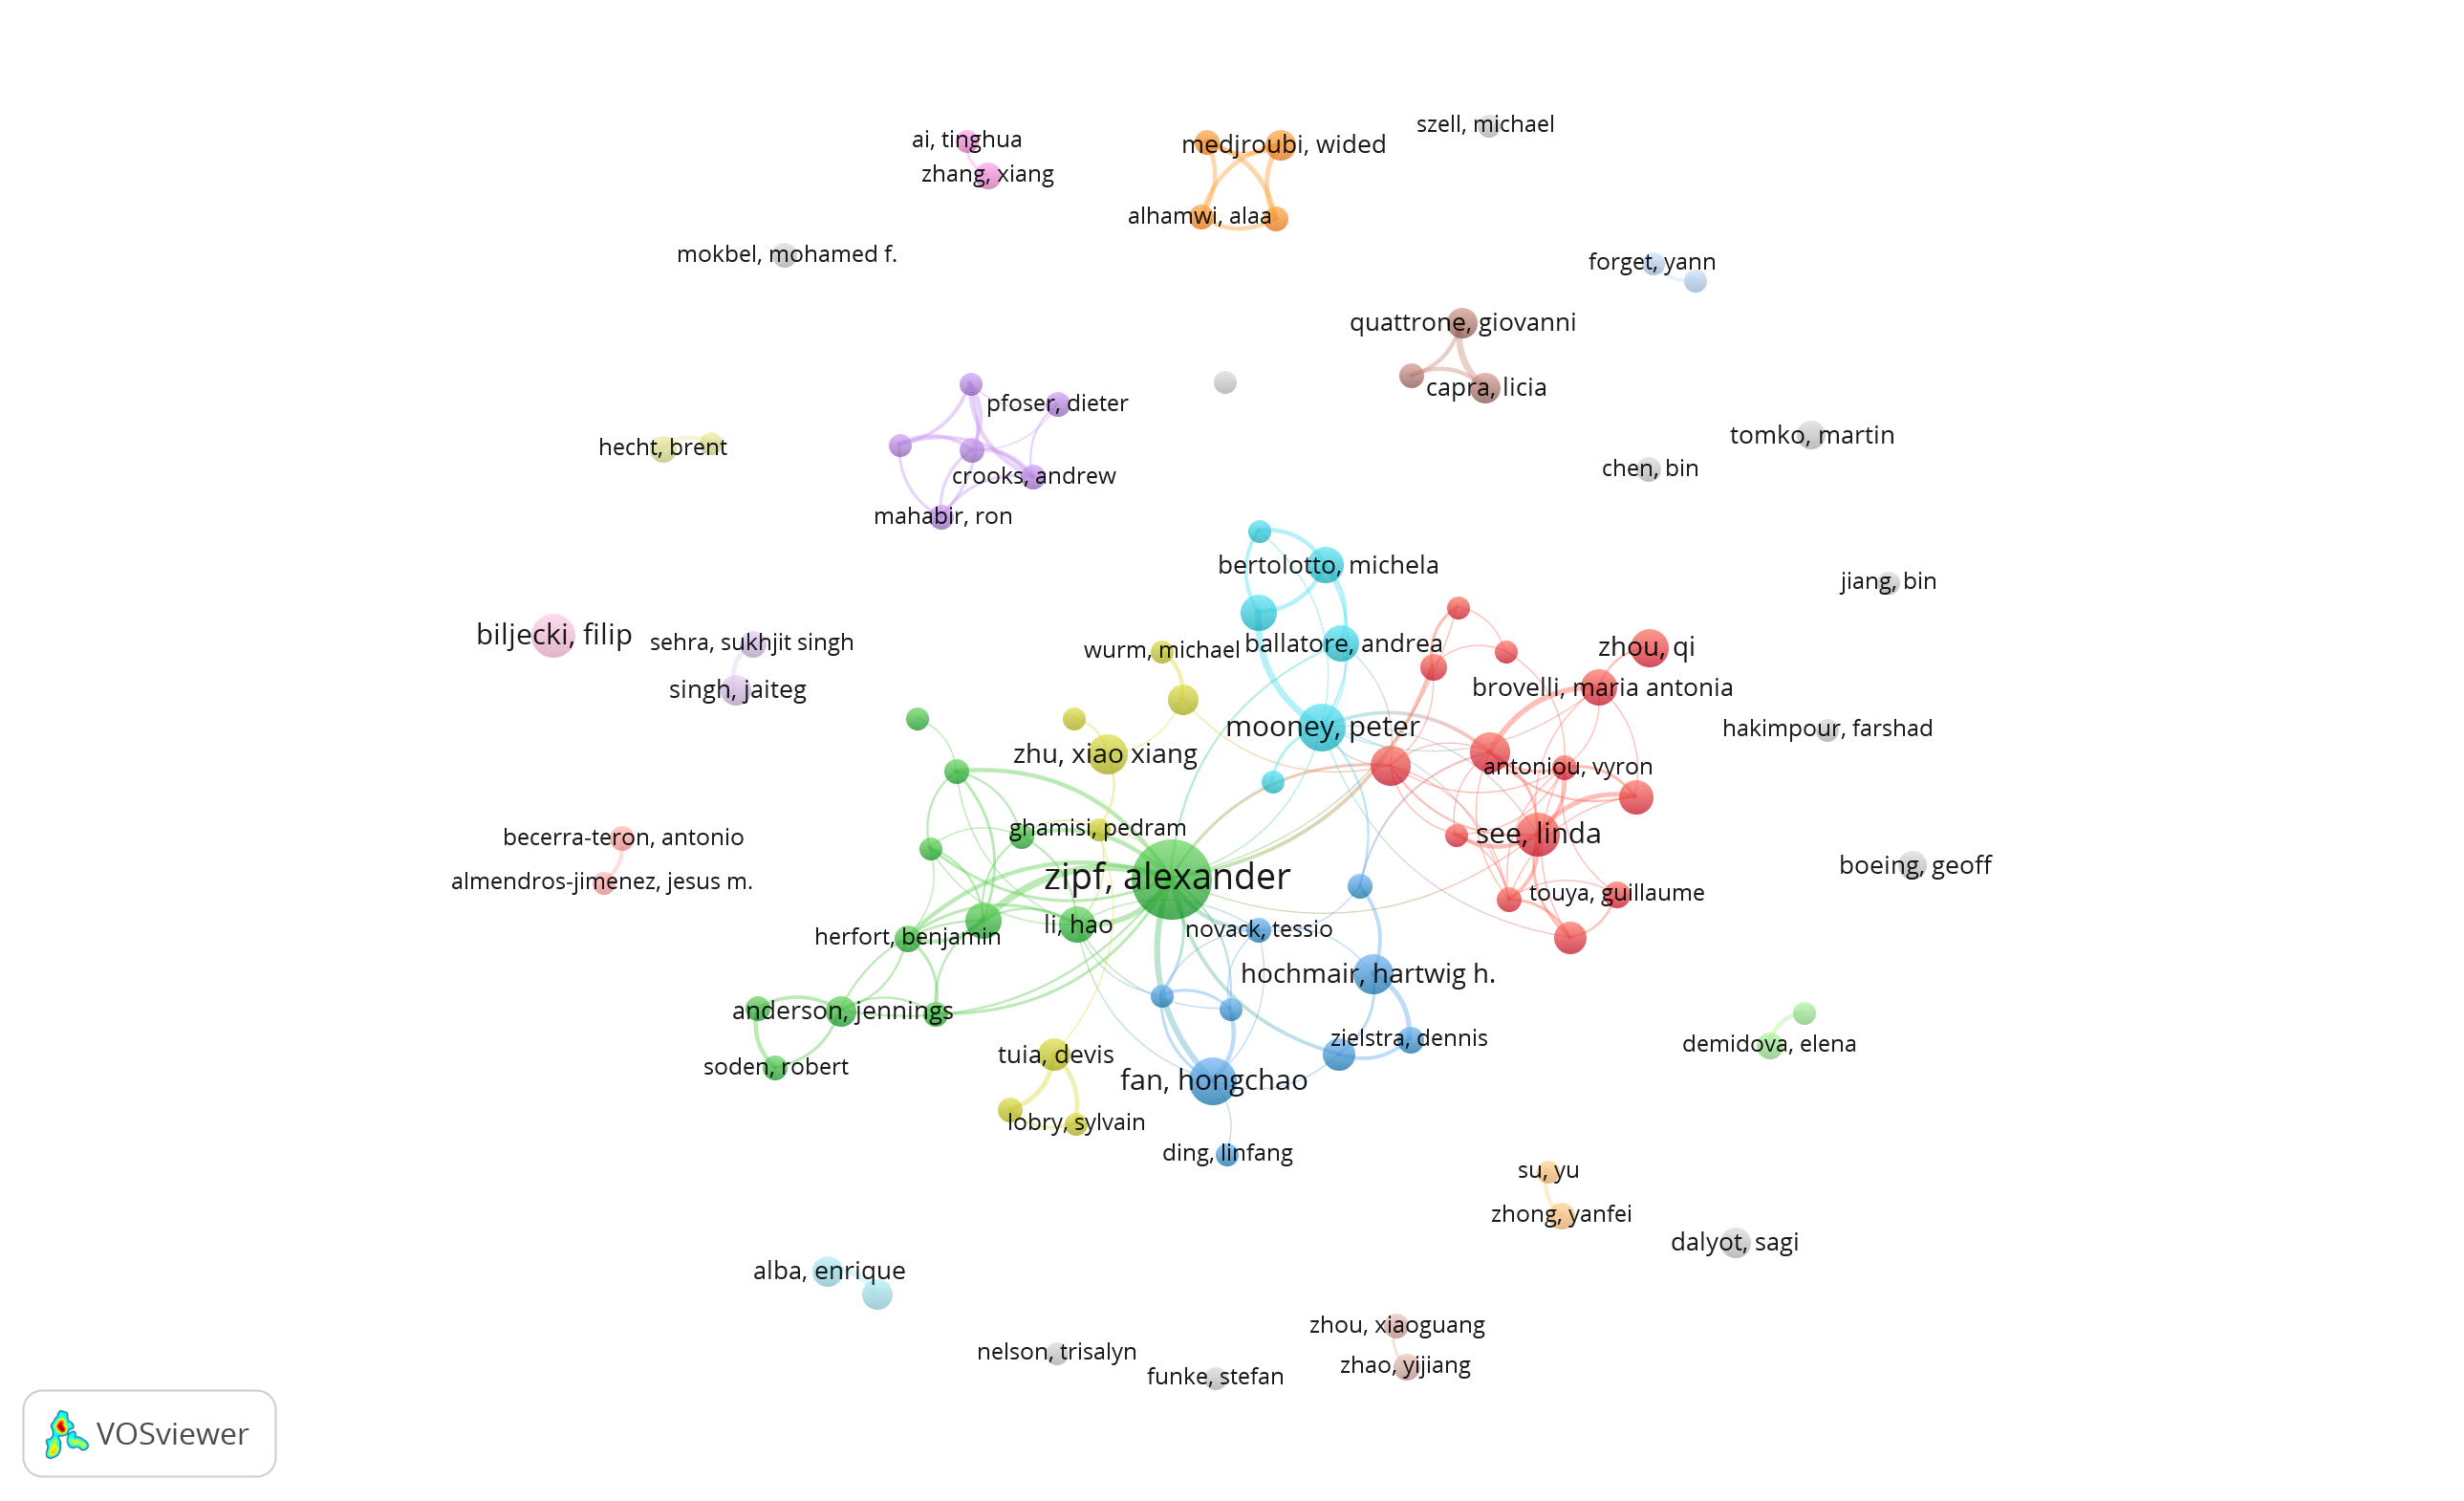 szell, michael
ai, tinghua
medjroubi, wided
zhang, xiang
alhamwi, alaa
mokbel, mohamed f.
forget, yann
quattrone, giovanni
capra, licia
pfoser, dieter
tomko, martin
hecht, brent
chen, bin
crooks, andrew
mahabir, ron
bertolotto, michela
jiang, bin
biljecki, filip
sehra, sukhjit singh
wurm, michael
ballatore, andrea
zhou, qi
singh, jaiteg
brovelli, maria antonia
mooney, peter
hakimpour, farshad
zhu, xiao xiang
antoniou, vyron
ghamisi, pedram
see, linda
becerra-teron, antonio
boeing, geoff
zipf, alexander
almendros-jimenez, jesus m.
touya, guillaume
li, hao
novack, tessio
herfort, benjamin
hochmair, hartwig h.
anderson, jennings
zielstra, dennis
demidova, elena
tuia, devis
soden, robert
fan, hongchao
lobry, sylvain
ding, linfang
su, yu
zhong, yanfei
dalyot, sagi
alba, enrique
zhou, xiaoguang
nelson, trisalyn
zhao, yijiang
funke, stefan
VOSviewer